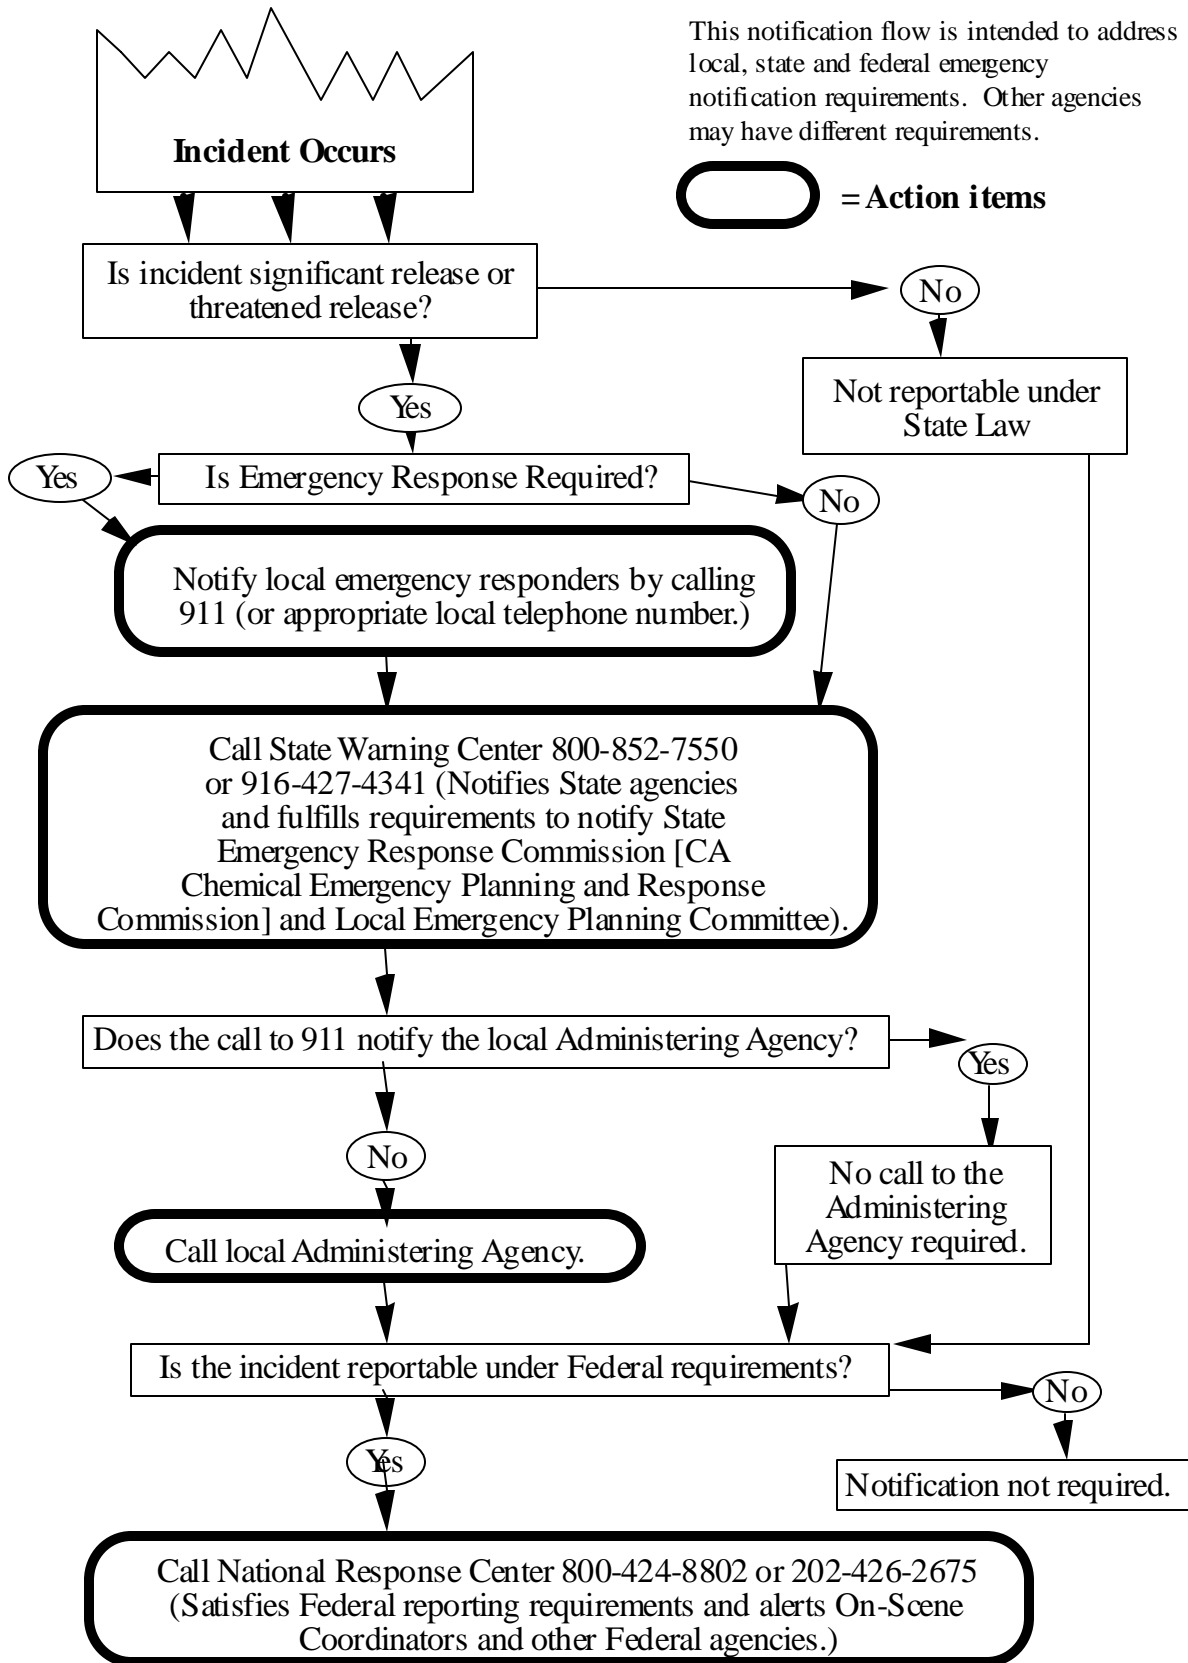 This notification flow is intended to address
local, state and federal emergency
notification requirements.  Other agencies
may have different requirements.
Incident Occurs
= Action items
Is incident significant release or
threatened release?
No
Not reportable under
State Law
Yes
Is Emergency Response Required?
Yes
No
Notify local emergency responders by calling
911 (or appropriate local telephone number.)
Call State Warning Center 800-852-7550
or 916-427-4341 (Notifies State agencies
and fulfills requirements to notify State
Emergency Response Commission [CA
Chemical Emergency Planning and Response
Commission] and Local Emergency Planning Committee).
Does the call to 911 notify the local Administering Agency?
Yes
No
No call to the
Administering
Agency required.
Call local Administering Agency.
Is the incident reportable under Federal requirements?
No
Yes
Notification not required.
Call National Response Center 800-424-8802 or 202-426-2675
(Satisfies Federal reporting requirements and alerts On-Scene
Coordinators and other Federal agencies.)